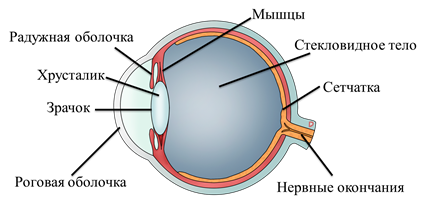 Мышцы
Радужная оболочка
Стекловидное тело
Хрусталик
Сетчатка
Зрачок
Роговая оболочка
Нервные окончания